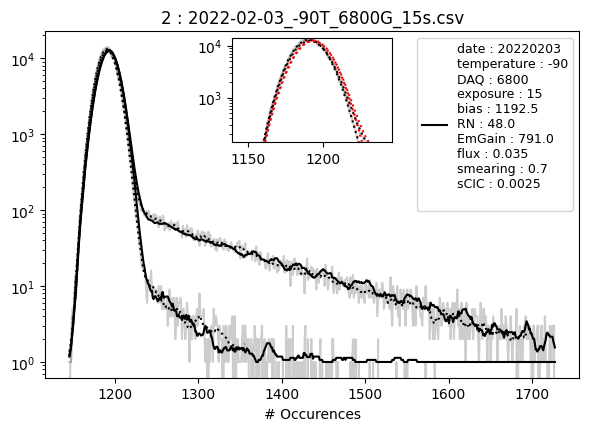 2 : 2022-02-03_-90T_6800G_15s.csv
date : 20220203
temperature : -90
DAQ : 6800
exposure : 15
bias : 1192.5
RN : 48.0
EmGain : 791.0
flux : 0.035
smearing : 0.7
sCIC : 0.0025
10⁴
10³
10²
10¹
10⁰
10⁴
10³
1150 1200
1200 1300 1400 1500 1600 1700
# Occurences